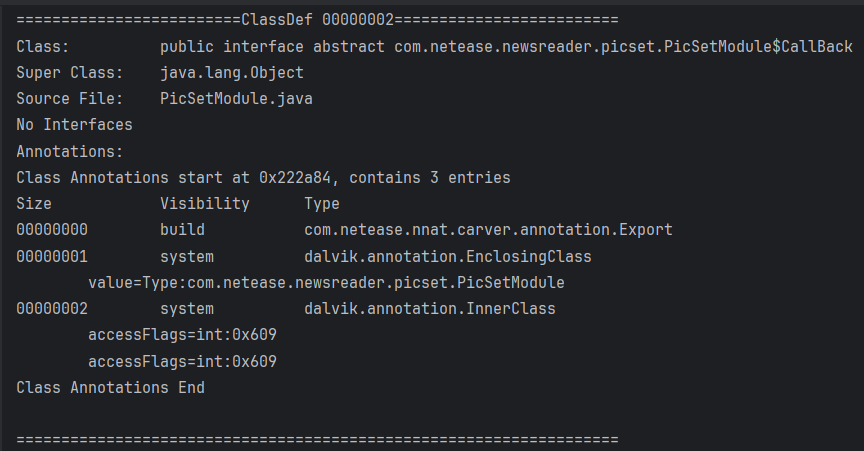 =========================ClassDef 00000002=========================
Class:          public interface abstract com.netease.newsreader.picset.PicSetModule$CallBack
Super Class:    java.lang.Object
Source File:    PicSetModule.java
No Interfaces
Annotations:
Class Annotations start at 0x222a84, contains 3 entries
Size            Visibility      Type
00000000        build           com.netease.nnat.carver.annotation.Export
00000001        system          dalvik.annotation.EnclosingClass
        value=Type:com.netease.newsreader.picset.PicSetModule
00000002        system          dalvik.annotation.InnerClass
        accessFlags=int:0x609
        accessFlags=int:0x609
Class Annotations End
===================================================================